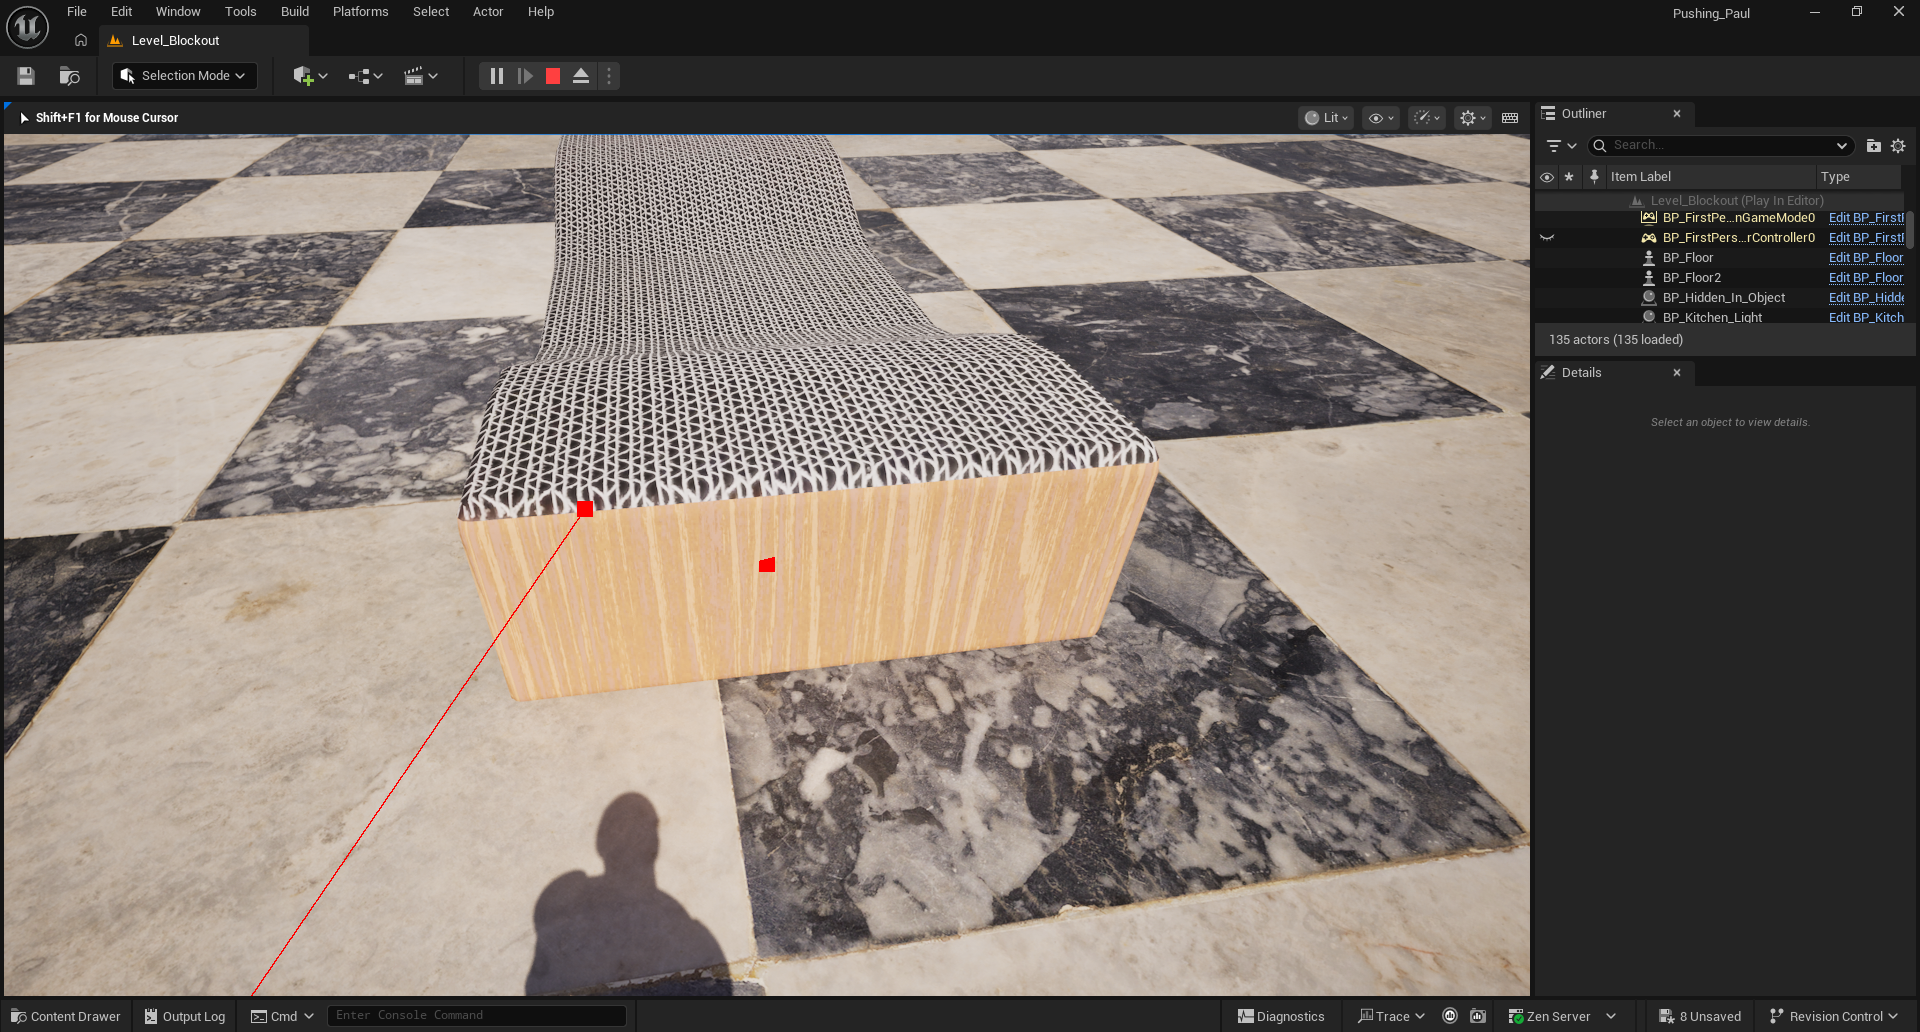 File Edit Window Tools Build Platforms Select Actor Help
Pushing_Paul
Level_Blockout
Selection Mode
Shift+F1 for Mouse Cursor
Lit
Outliner
Search...
Item Label Type
Level_Blockout (Play In Editor)
BP_FirstPe...nGameMode0 Edit BP_First
BP_FirstPers...rController0 Edit BP_First
BP_Floor Edit BP_Floor
BP_Floor2 Edit BP_Floor
BP_Hidden_In_Object Edit BP_Hidde
BP_Kitchen_Light Edit BP_Kitch
135 actors (135 loaded)
Details
Select an object to view details.
Content Drawer Output Log Cmd Enter Console Command Diagnostics Trace Zen Server 8 Unsaved Revision Control